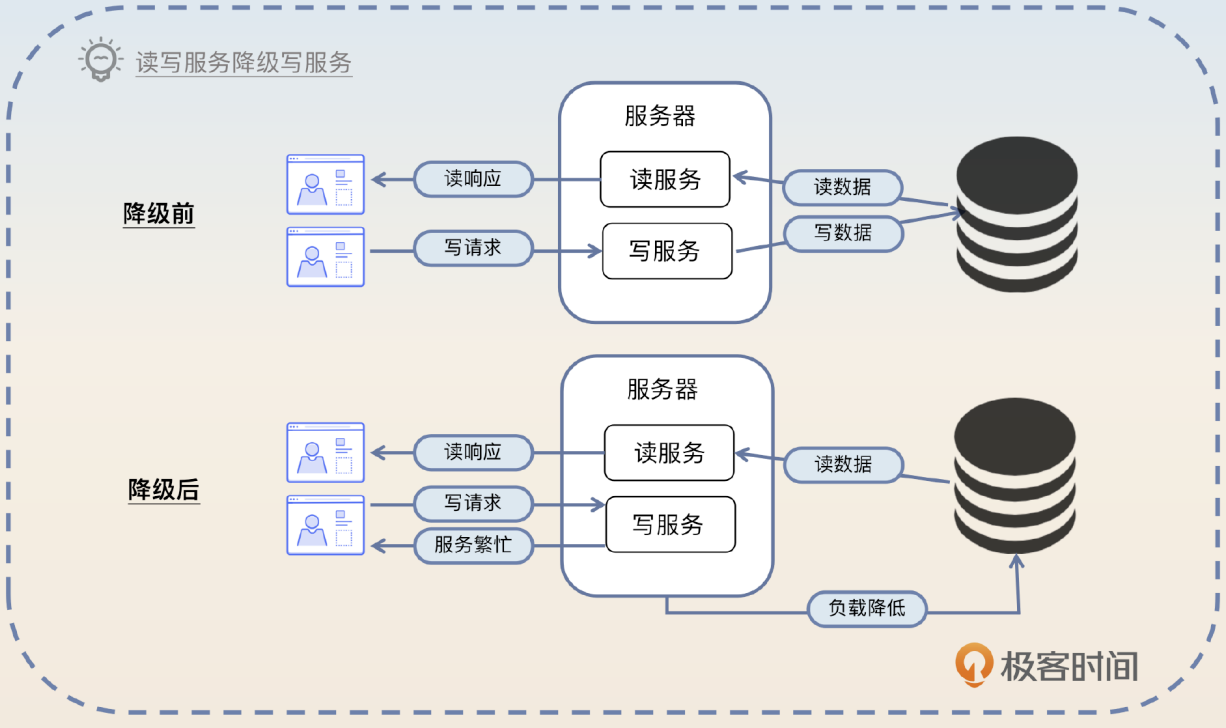 读写服务降级写服务
降级前
服务器
读响应
读服务
读数据
写请求
写服务
写数据
降级后
服务器
读响应
读服务
读数据
写请求
写服务
服务繁忙
负载降低
极客时间